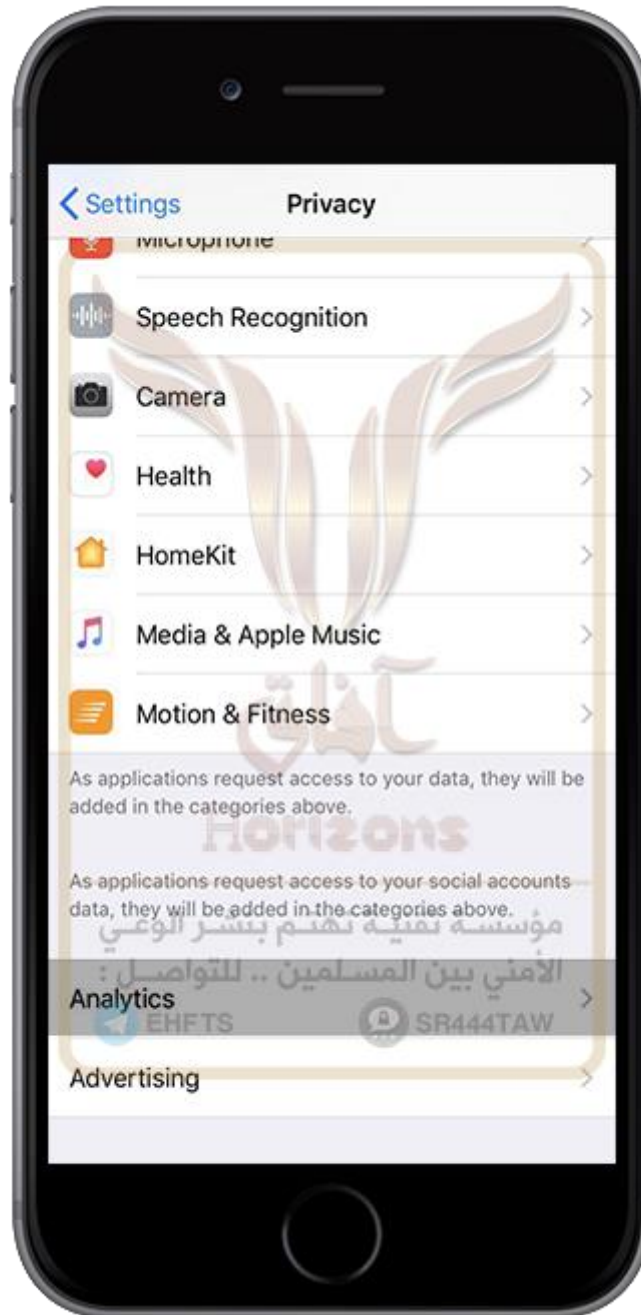 Settings
Privacy
Microphone
Speech Recognition
Camera
Health
HomeKit
Media & Apple Music
Motion & Fitness
آفاق
As applications request access to your data, they will be
added in the categories above.
Horizons
As applications request access to your social accounts
data, they will be added in the categories above.
مؤسسة تقنية تهتم بنشر الوعي
الأمني بين المسلمين .. للتواصل :
Analytics
EHFTS
SR444TAW
Advertising